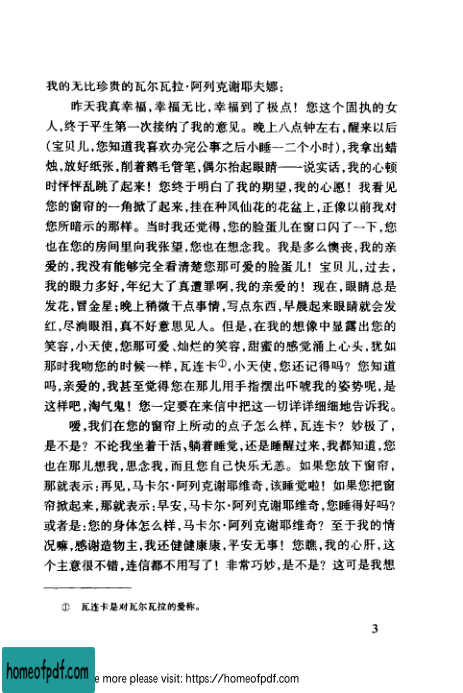 我的无比珍贵的瓦尔瓦拉·阿列克谢耶夫娜:
昨天我真幸福,幸福无比,幸福到了极点! 您这个固执的女
人,终于平生第一次接纳了我的意见。晚上八点钟左右,醒来以后
(宝贝儿,您知道我喜欢办完公事之后小睡一二个小时),我拿出蜡
烛,放好纸张,削着鹅毛管笔,偶尔抬起眼睛——说实话,我的心顿
时怦怦乱跳了起来! 您终于明白了我的期望,我的心愿! 我看见
您的窗帘的一角掀了起来,挂在种凤仙花的花盆上,正像以前我对
您所暗示的那样。当时我还觉得,您的脸蛋儿在窗口闪了一下,您
也在您的房间里向我张望,您也在想念我。我是多么懊丧,我的亲
爱的,我没有能够完全看清楚您那可爱的脸蛋儿! 宝贝儿,过去,
我的眼力多好,年纪大了真遭罪啊,我的亲爱的! 现在,眼睛总是
发花,冒金星;晚上稍微干点事情,写点东西,早晨起来眼睛就会发
红,尽淌眼泪,真不好意思见人。但是,在我的想像中显露出您的
笑容,小天使,您那可爱、灿烂的笑容,甜蜜的感觉涌上心头,犹如
那时我吻您的时候一样,瓦连卡①,小天使,您还记得吗? 您知道
吗,亲爱的,我甚至觉得您在那儿用手指摆出吓唬我的姿势呢,是
这样吧,淘气鬼! 您一定要在来信中把这一切详详细细地告诉我。
嗳,我们在您的窗帘上所动的点子怎么样,瓦连卡? 妙极了,
是不是? 不论我坐着干活、躺着睡觉,还是睡醒过来,我都知道,您
也在那儿想我,思念我,而且您自己快乐无恙。如果您放下窗帘,
那就表示:再见,马卡尔·阿列克谢耶维奇,该睡觉啦! 如果您把窗
帘掀起来,那就表示:早安,马卡尔·阿列克谢耶维奇,您睡得好吗?
或者是:您的身体怎么样,马卡尔·阿列克谢耶维奇? 至于我的情
况嘛,感谢造物主,我还健健康康,平安无事! 您瞧,我的心肝,这
个主意很不错,连信都不用写了! 非常巧妙,是不是? 这可是我想
① 瓦连卡是对瓦尔瓦拉的爱称。
3
homeofpdf.com
e more please visit: https://homeofpdf.com